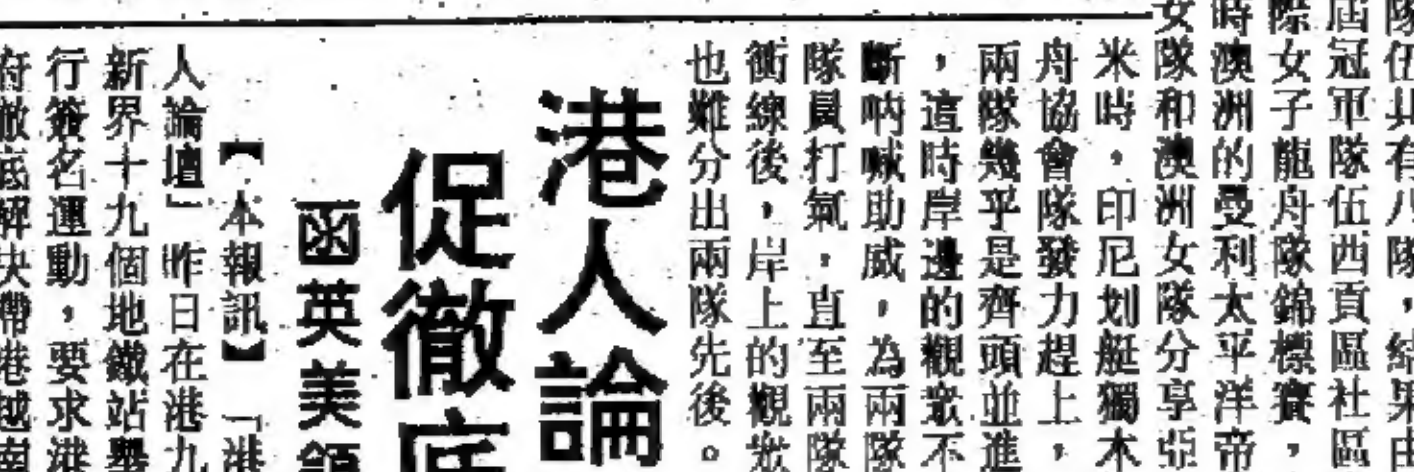 隊伍具有八隊，結果由
屆冠軍隊伍西貢區社區
際女子龍舟隊錦標賽，
時澳洲的曼利太平洋帝
女隊和澳洲女隊分享亞
米時，印尼划艇獨木
舟協會隊發力趕上，
兩隊幾乎是齊頭並進
，這時岸邊的觀眾不
斷吶喊助威，為兩隊
隊員打氣，直至兩隊
衝線後，岸上的觀眾
也難分出兩隊先後。
港人論
促徹底
函英美領
【本報訊】「港
人論壇」昨日在港九
新界十九個地鐵站舉
行簽名運動，要求港
府徹底解決滯港越南